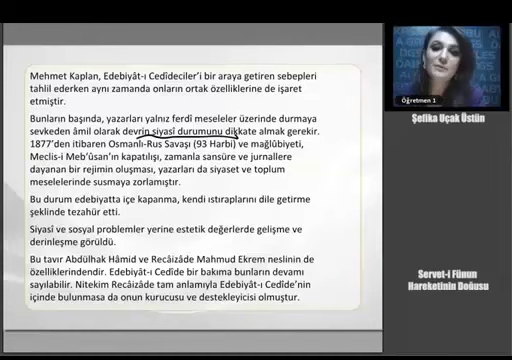 Mehmet Kaplan, Edebiyât-ı Cedîdeciler'i bir araya getiren sebepleri
tahlil ederken aynı zamanda onların ortak özelliklerine de işaret
etmiştir.
Bunların başında, yazarları yalnız ferdî meseleler üzerinde durmaya
sevkeden âmil olarak devrin siyasî durumunu dikkate almak gerekir.
1877'den itibaren Osmanlı-Rus Savaşı (93 Harbi) ve mağlûbiyeti,
Meclis-i Meb'ûsan'ın kapatılışı, zamanla sansüre ve jurnallere
dayanan bir rejimin oluşması, yazarları da siyaset ve toplum
meselelerinde susmaya zorlamıştır.
Bu durum edebiyatta içe kapanma, kendi ıstıraplarını dile getirme
şeklinde tezahür etti.
Siyasî ve sosyal problemler yerine estetik değerlerde gelişme ve
derinleşme görüldü.
Bu tavır Abdülhak Hâmid ve Recâizâde Mahmud Ekrem neslinin de
özelliklerindendir. Edebiyât-ı Cedîde bir bakıma bunların devamı
sayılabilir. Nitekim Recâizâde tam anlamıyla Edebiyât-ı Cedîde'nin
içinde bulunmasa da onun kurucusu ve destekleyicisi olmuştur.
Öğretmen 1
Şefika Uçak Üstün
Servet-i Fünun
Hareketinin Doğusu